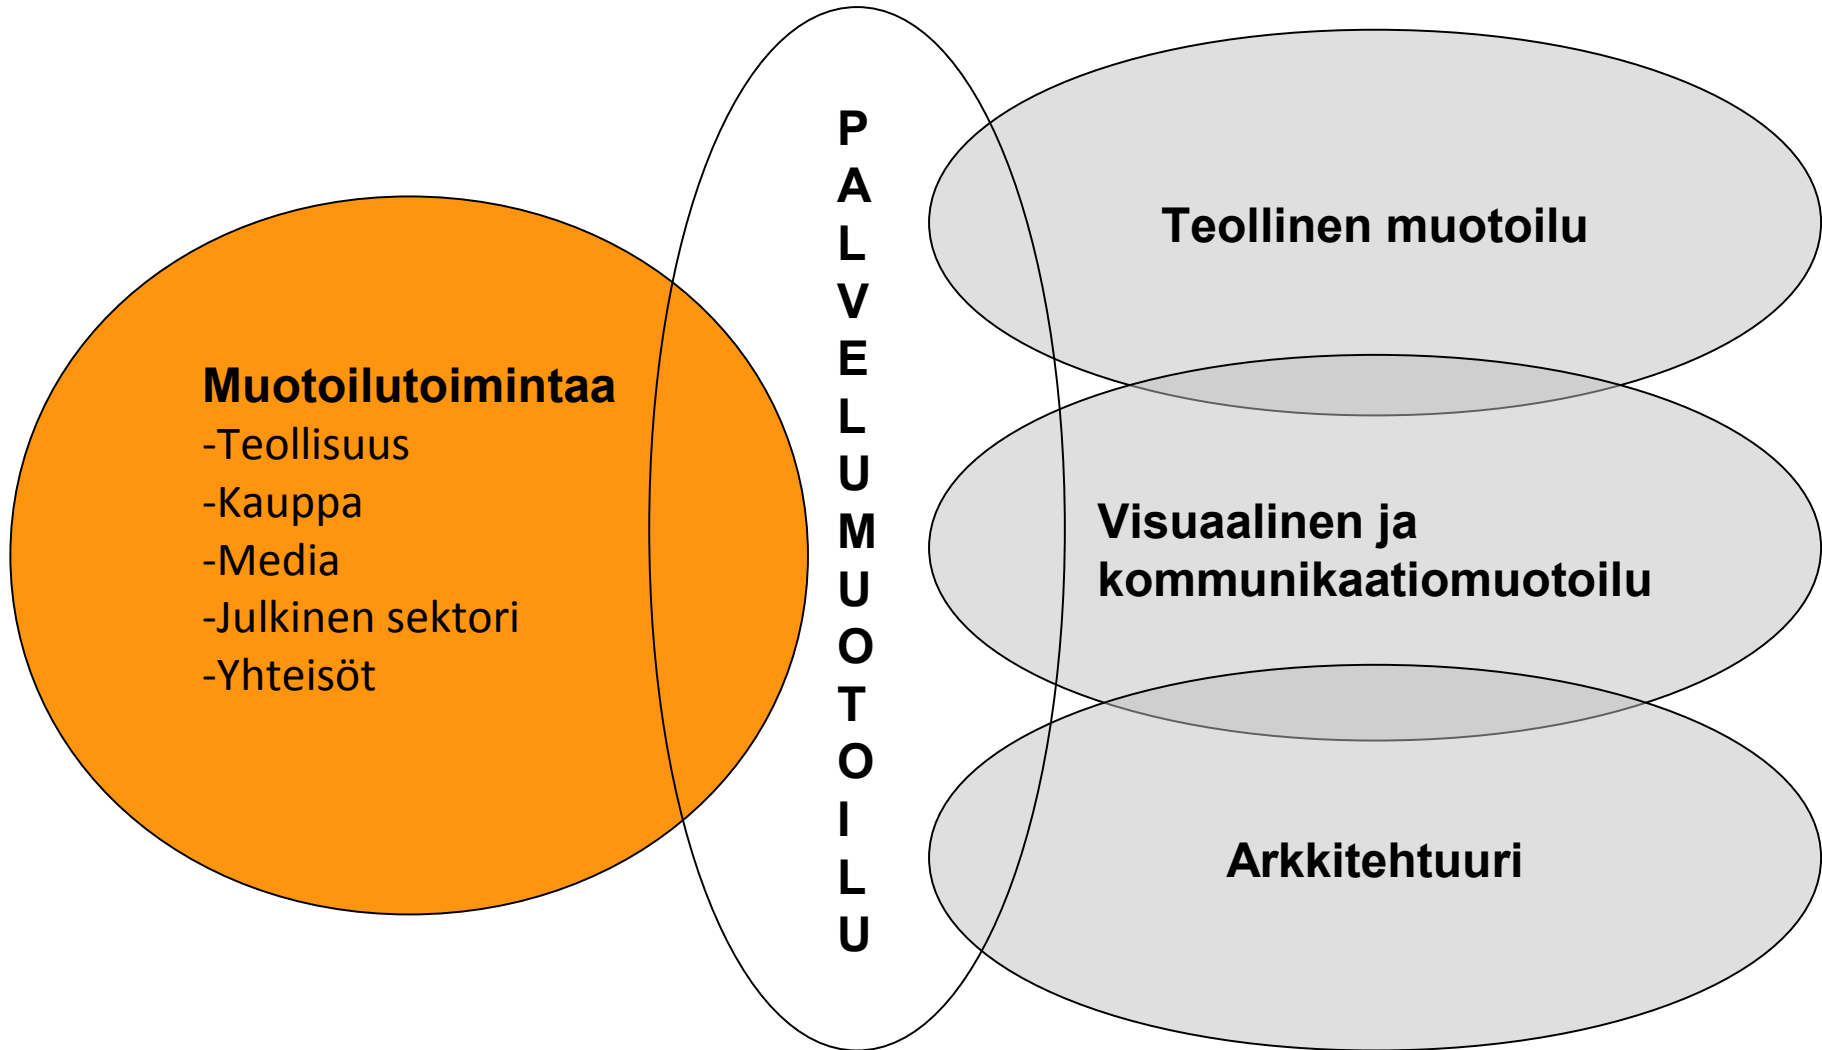 Muotoilutoimintaa
-Teollisuus
-Kauppa
-Media
-Julkinen sektori
-Yhteisöt
P
A
L
V
E
L
U
M
U
O
T
O
I
L
U
Teollinen muotoilu
Visuaalinen ja
kommunikaatiomuotoilu
Arkkitehtuuri